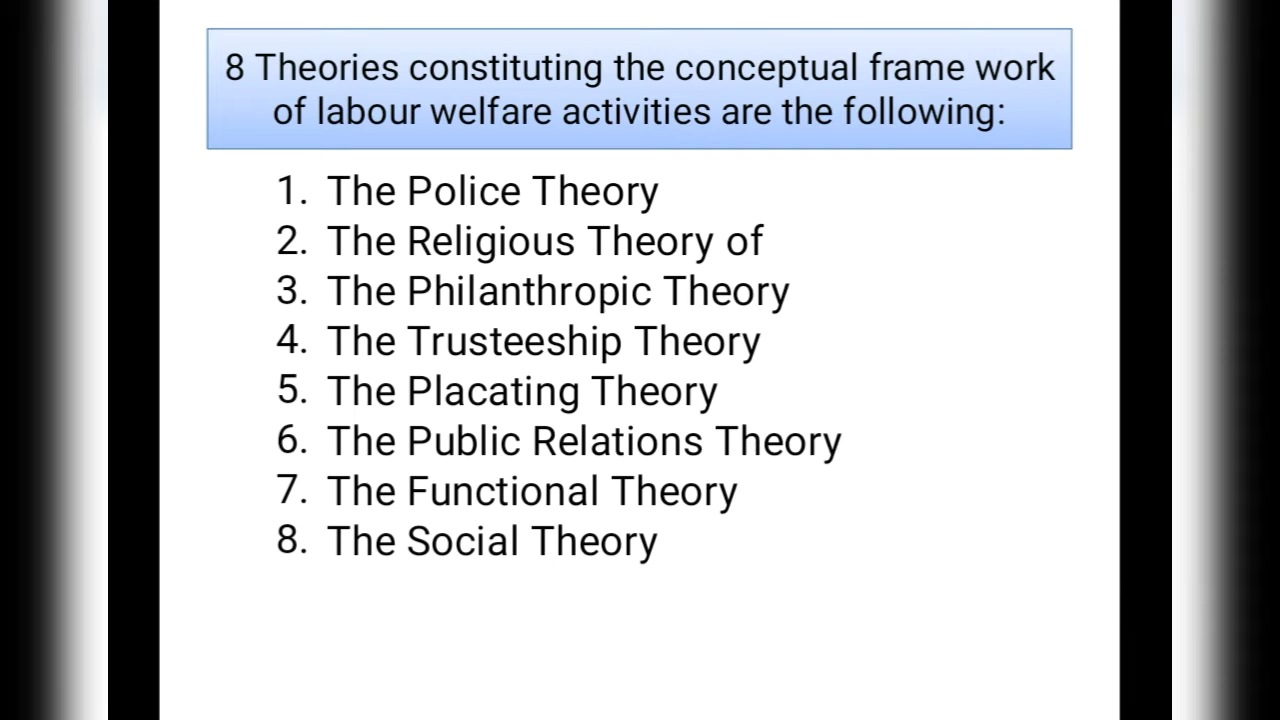 8 Theories constituting the conceptual frame work
of labour welfare activities are the following:
1. The Police Theory
2. The Religious Theory of
3. The Philanthropic Theory
4. The Trusteeship Theory
5. The Placating Theory
6. The Public Relations Theory
7. The Functional Theory
8. The Social Theory